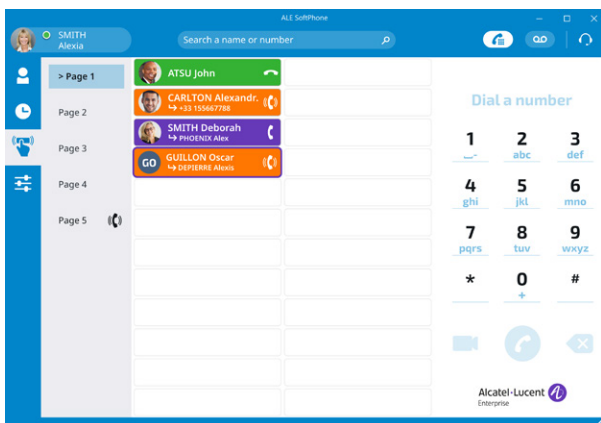 ALE SoftPhone
SMITH
Alexia
Search a name or number
> Page 1
Page 2
Page 3
Page 4
Page 5
ATSU John
CARLTON Alexandr.
+33 155667788
SMITH Deborah
PHOENIX Alex
GO
GUILLON Oscar
DEPIERRE Alexis
Dial a number
1 2 3
abc def
4 5 6
ghi jkl mno
7 8 9
pqrs tuv wxyz
* 0 #
+
Alcatel·Lucent
Enterprise